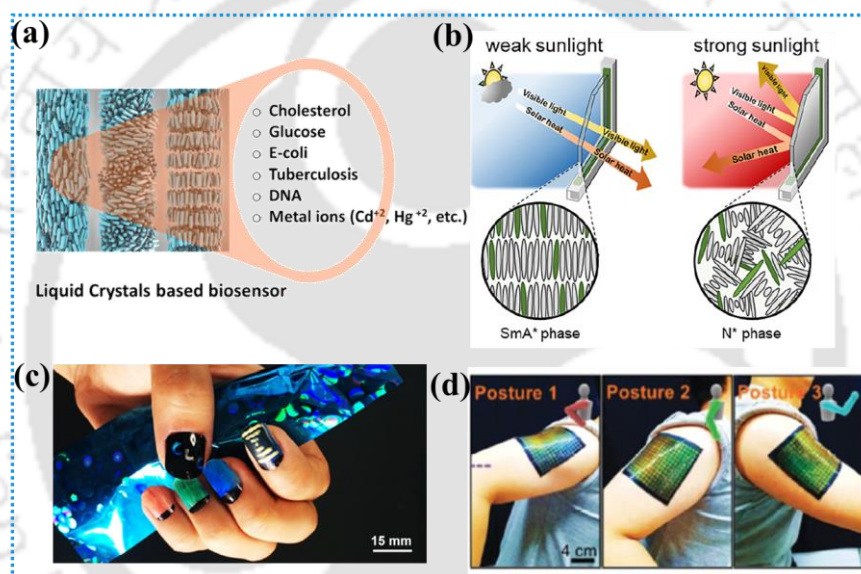 (a)
Cholesterol
Glucose
E-coli
Tuberculosis
DNA
Metal ions (Cd+2, Hg +2, etc.)
Liquid Crystals based biosensor
(b)
weak sunlight
strong sunlight
Visible light
Solar heat
Visible light
Solar heat
SmA* phase
Visible light
Visible light
Solar heat
Solar heat
N* phase
(c)
15 mm
(d)
Posture 1
Posture 2
Posture 3
4 cm